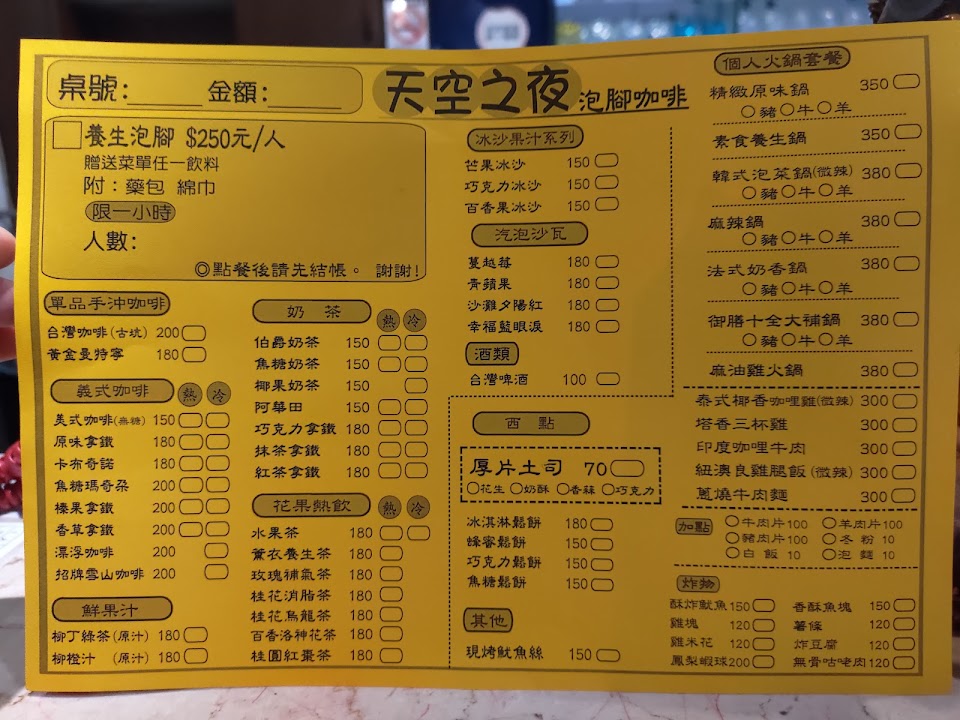 桌號:____ 金額:____
天空之夜 泡腳咖啡
養生泡腳 $250元/人
贈送菜單任一飲料
附：藥包 綿巾
限一小時
人數:
◎點餐後請先結帳。 謝謝!
單品手沖咖啡
台灣咖啡(古坑) 200
黃金曼特寧 180
義式咖啡 熱 冷
美式咖啡(無糖) 150
原味拿鐵 180
卡布奇諾 180
焦糖瑪奇朵 200
榛果拿鐵 200
香草拿鐵 200
漂浮咖啡 200
招牌雪山咖啡 200
鮮果汁
柳丁綠茶(原汁) 180
柳橙汁 (原汁) 180
奶茶 熱 冷
伯爵奶茶 150
焦糖奶茶 150
椰果奶茶 150
阿華田 150
巧克力拿鐵 180
抹茶拿鐵 180
紅茶拿鐵 180
花果熱飲 熱 冷
水果茶 180
薰衣養生茶 180
玫瑰補氣茶 180
桂花消脂茶 180
桂花烏龍茶 180
百香洛神花茶 180
桂圓紅棗茶 180
冰沙果汁系列
芒果冰沙 150
巧克力冰沙 150
百香果冰沙 150
汽泡沙瓦
蔓越莓 180
青蘋果 180
沙灘夕陽紅 180
幸福藍眼淚 180
酒類
台灣啤酒 100
西點
厚片土司 70
花生 奶酥 香蒜 巧克力
冰淇淋鬆餅 180
蜂蜜鬆餅 150
巧克力鬆餅 150
焦糖鬆餅 150
其他
現烤魷魚絲 150
個人火鍋套餐
精緻原味鍋 350
豬 牛 羊
素食養生鍋 350
韓式泡菜鍋(微辣) 380
豬 牛 羊
麻辣鍋 380
豬 牛 羊
法式奶香鍋 380
豬 牛 羊
御膳十全大補鍋 380
豬 牛 羊
麻油雞火鍋 380
泰式椰香咖哩雞(微辣) 300
塔香三杯雞 300
印度咖哩牛肉 300
紐澳良雞腿飯(微辣) 300
蔥燒牛肉麵 300
加點
牛肉片100 羊肉片100
豬肉片100 冬粉 10
白飯 10 泡麵 10
炸物
酥炸魷魚 150 香酥魚塊 150
雞塊 120 薯條 120
雞米花 120 炸豆腐 120
鳳梨蝦球200 無骨咕咾肉120